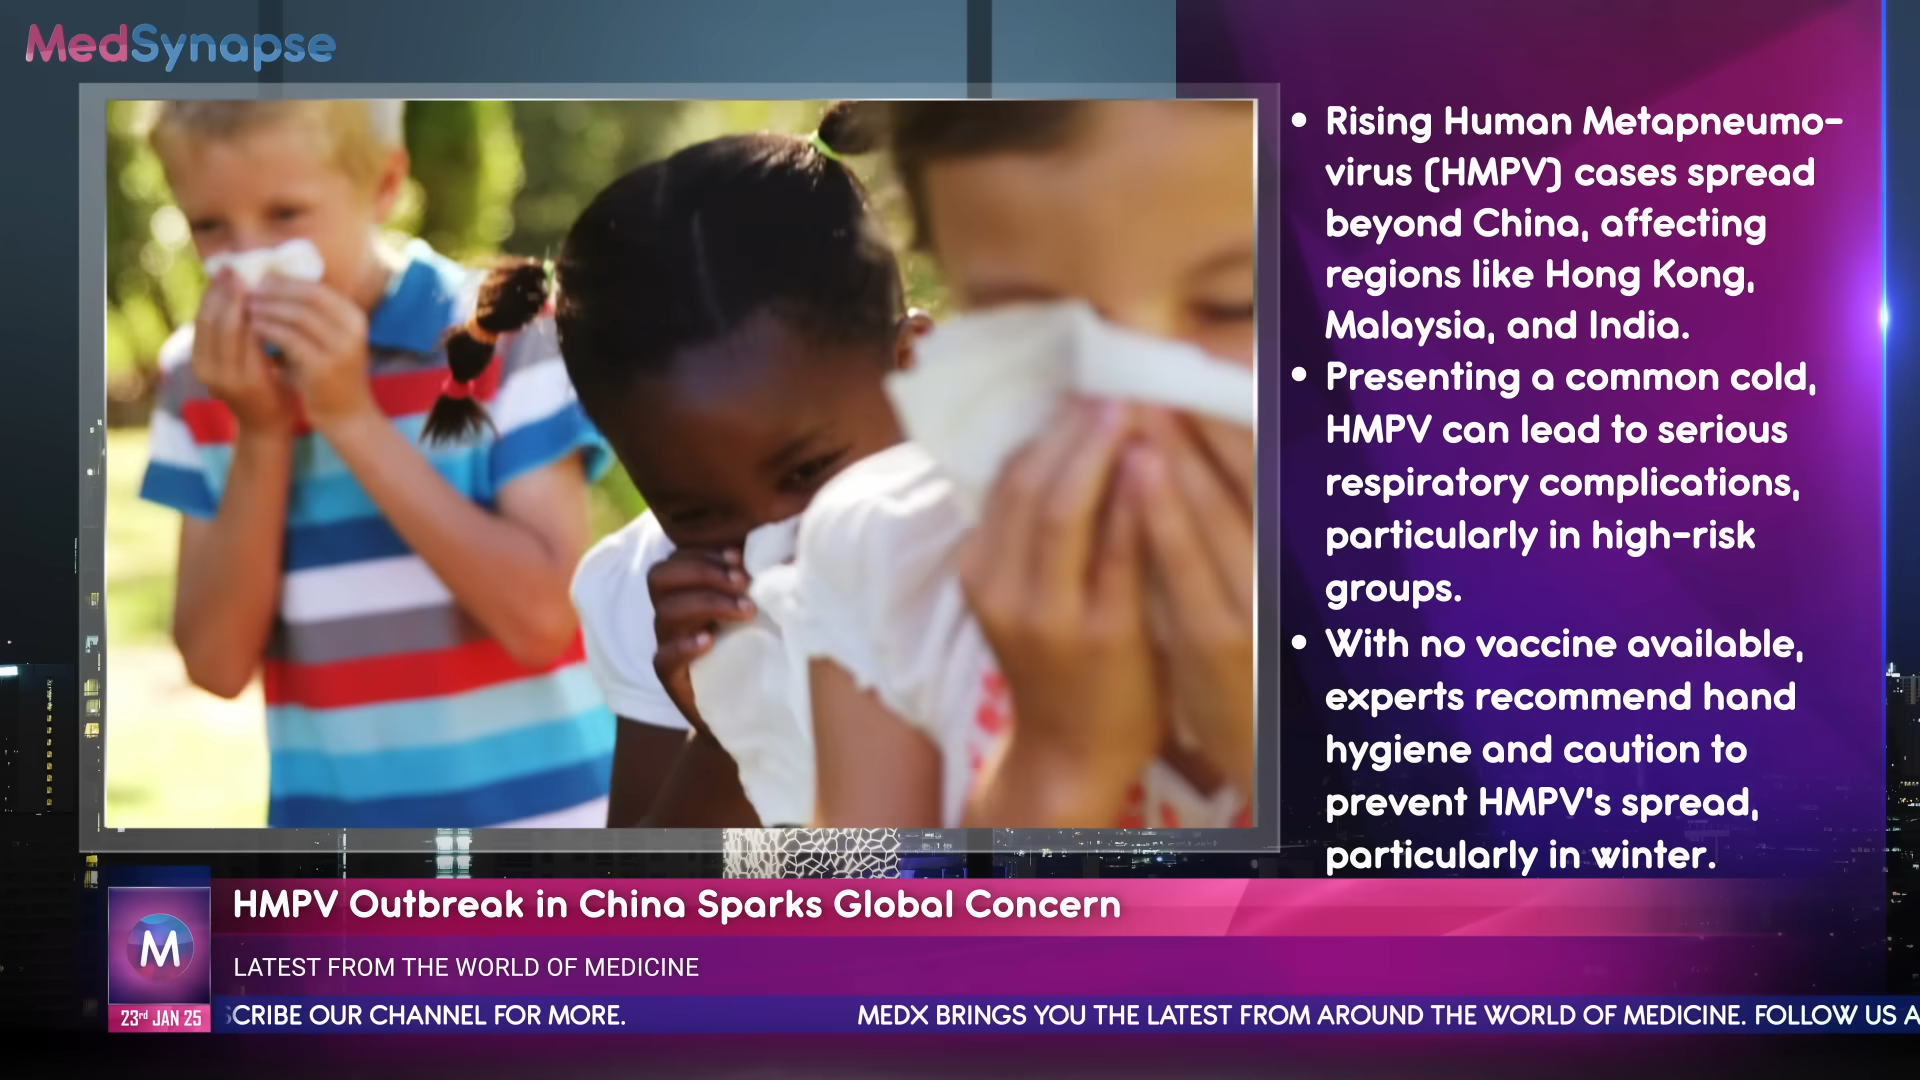 MedSynapse
• Rising Human Metapneumo-
virus (HMPV) cases spread
beyond China, affecting
regions like Hong Kong,
Malaysia, and India.
• Presenting a common cold,
HMPV can lead to serious
respiratory complications,
particularly in high-risk
groups.
• With no vaccine available,
experts recommend hand
hygiene and caution to
prevent HMPV's spread,
particularly in winter.
HMPV Outbreak in China Sparks Global Concern
M
LATEST FROM THE WORLD OF MEDICINE
23rd JAN 25
SCRIBE OUR CHANNEL FOR MORE. MEDX BRINGS YOU THE LATEST FROM AROUND THE WORLD OF MEDICINE. FOLLOW US A